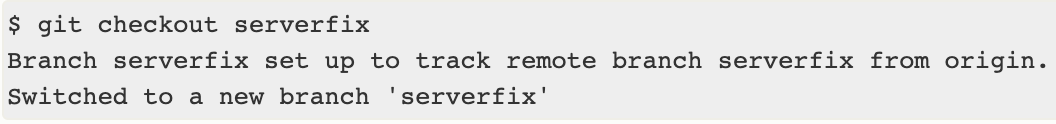 $ git checkout serverfix
Branch serverfix set up to track remote branch serverfix from origin.
Switched to a new branch 'serverfix'